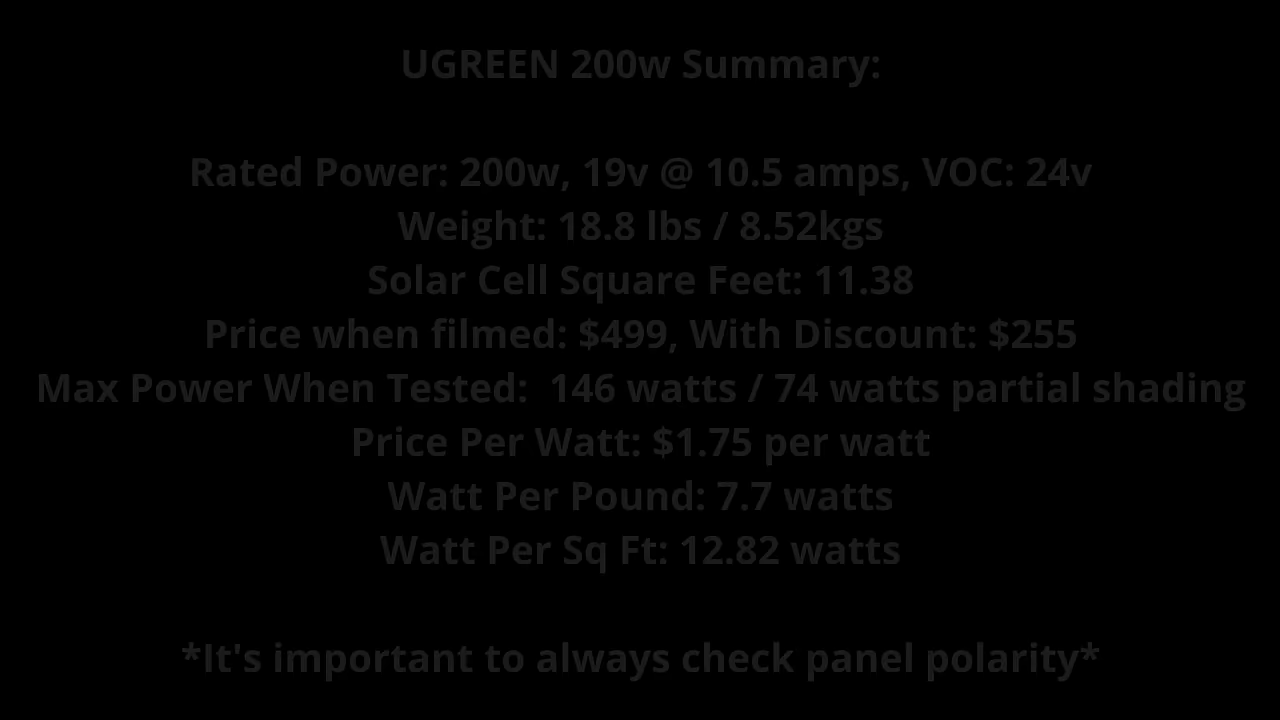 UGREEN 200w Summary:
Rated Power: 200w, 19v @ 10.5 amps, VOC: 24v
Weight: 18.8 lbs / 8.52kgs
Solar Cell Square Feet: 11.38
Price when filmed: $499, With Discount: $255
Max Power When Tested:  146 watts / 74 watts partial shading
Price Per Watt: $1.75 per watt
Watt Per Pound: 7.7 watts
Watt Per Sq Ft: 12.82 watts
*It's important to always check panel polarity*